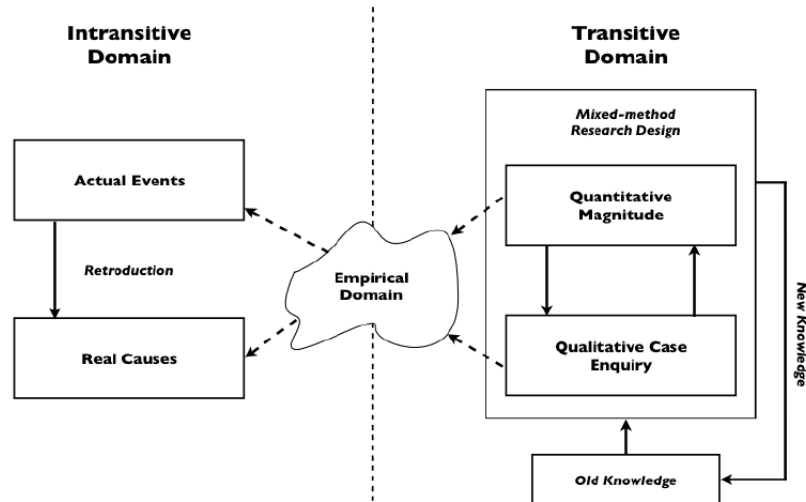 Intransitive
Domain
Transitive
Domain
Mixed-method
Research Design
Actual Events
Quantitative
Magnitude
Retroduction
Empirical
Domain
Real Causes
Qualitative Case
Enquiry
New Knowledge
Old Knowledge